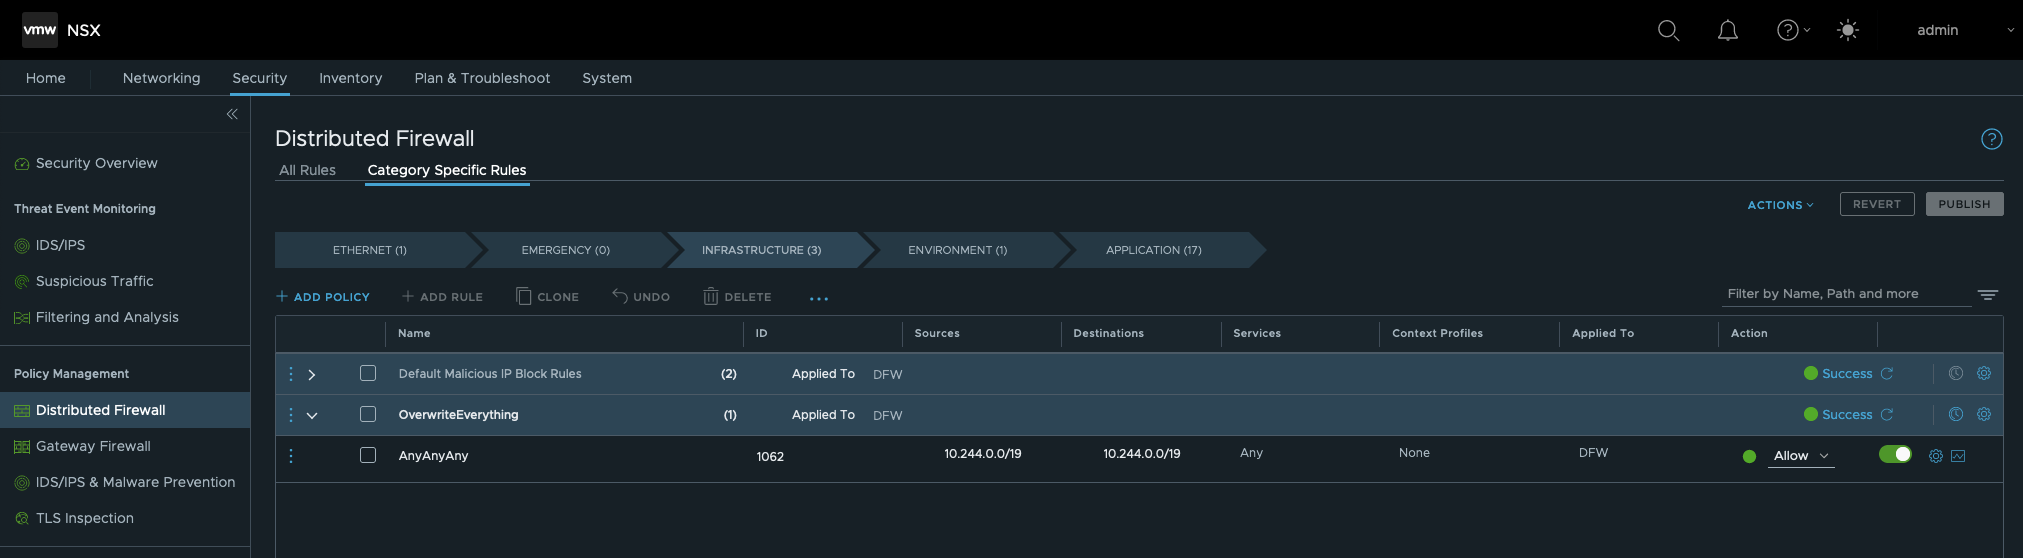 vmw NSX
admin
Home Networking Security Inventory Plan & Troubleshoot System
Security Overview
Threat Event Monitoring
IDS/IPS
Suspicious Traffic
Filtering and Analysis
Policy Management
Distributed Firewall
Gateway Firewall
IDS/IPS & Malware Prevention
TLS Inspection
Distributed Firewall
All Rules Category Specific Rules
ACTIONS REVERT PUBLISH
ETHERNET (1) EMERGENCY (0) INFRASTRUCTURE (3) ENVIRONMENT (1) APPLICATION (17)
+ ADD POLICY + ADD RULE CLONE UNDO DELETE ...
Filter by Name, Path and more
Name ID Sources Destinations Services Context Profiles Applied To Action
Default Malicious IP Block Rules (2) Applied To DFW Success
OverwriteEverything (1) Applied To DFW Success
AnyAnyAny 1062 10.244.0.0/19 10.244.0.0/19 Any None DFW Allow